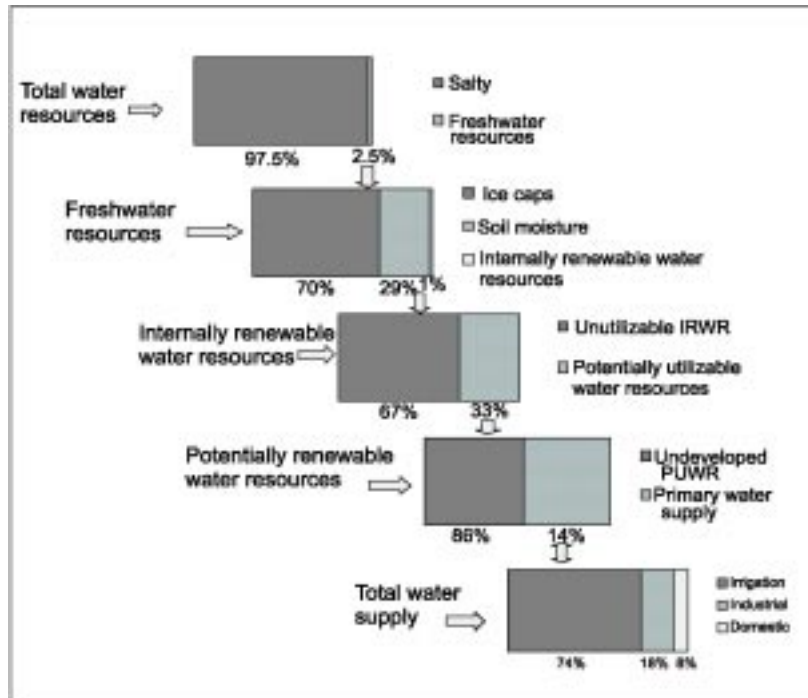 Total water
resources
Salty
Freshwater
resources
97.5%
2.5%
Freshwater
resources
Ice caps
Soil moisture
Internally renewable water
resources
70%
29%
1%
Internally renewable
water resources
Unutilizable IRWR
Potentially utilizable
water resources
67%
33%
Potentially renewable
water resources
Undeveloped
PUWR
Primary water
supply
86%
14%
Total water
supply
Irrigation
Industrial
Domestic
74%
18%
8%